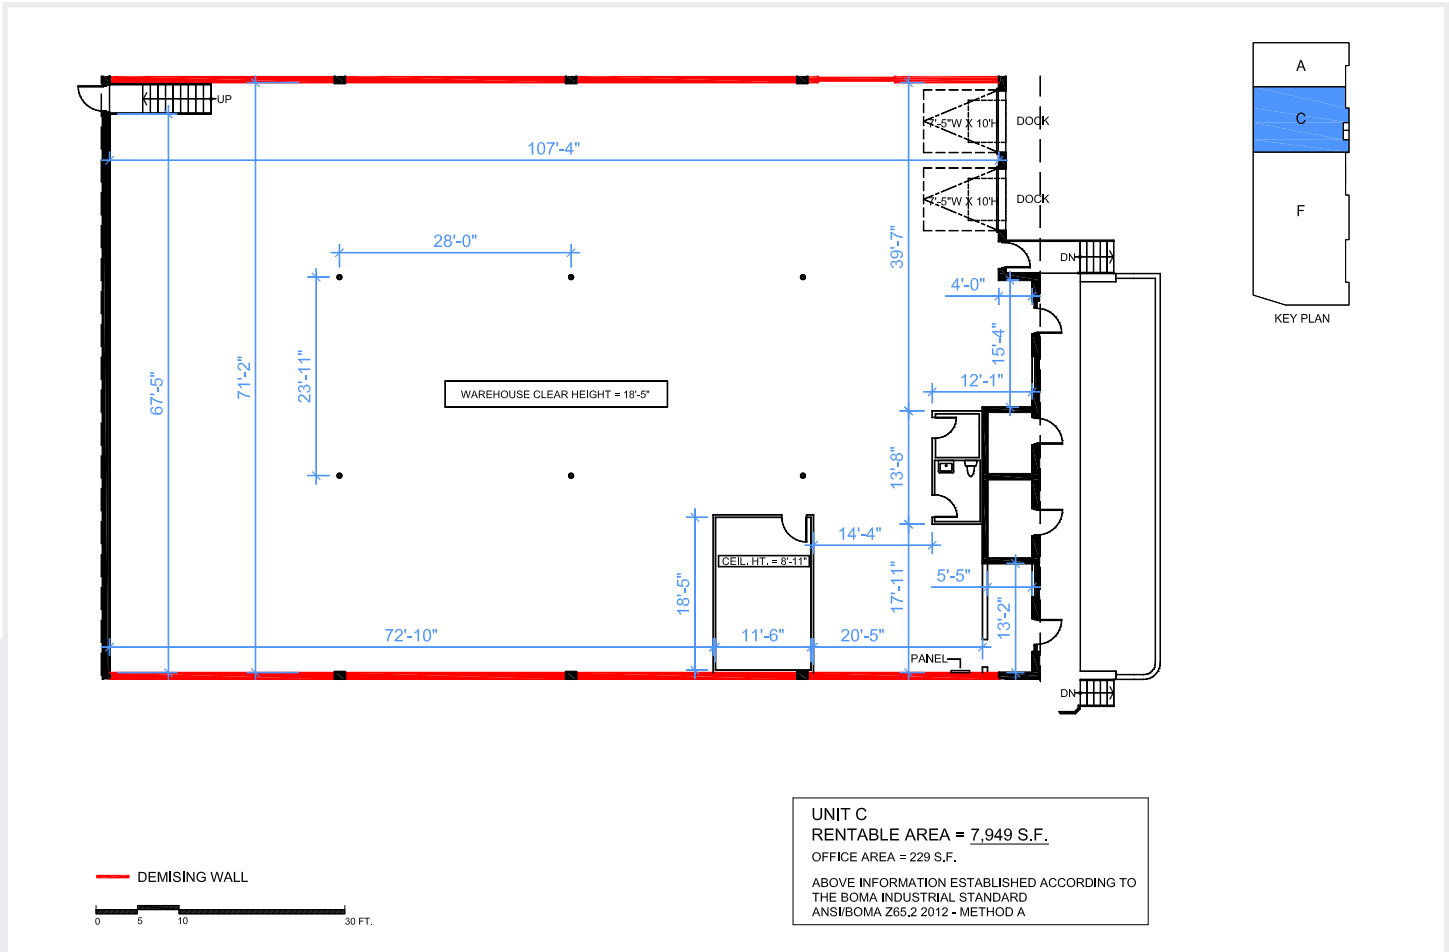 A
C
F
KEY PLAN
UP
7'-5"W X 10'H
DOCK
107'-4"
7'-5"W X 10'H
DOCK
28'-0"
39'-7"
DN
4'-0"
15'-4"
67'-5"
71'-2"
23'-11"
WAREHOUSE CLEAR HEIGHT = 18'-5"
12'-1"
13'-8"
14'-4"
CEIL. HT. = 8'-11"
18'-5"
17'-11"
5'-5"
13'-2"
72'-10"
11'-6"
20'-5"
PANEL
DN
UNIT C
RENTABLE AREA = 7,949 S.F.
OFFICE AREA = 229 S.F.
ABOVE INFORMATION ESTABLISHED ACCORDING TO
THE BOMA INDUSTRIAL STANDARD
ANSI/BOMA Z65.2 2012 - METHOD A
DEMISING WALL
0 5 10 30 FT.